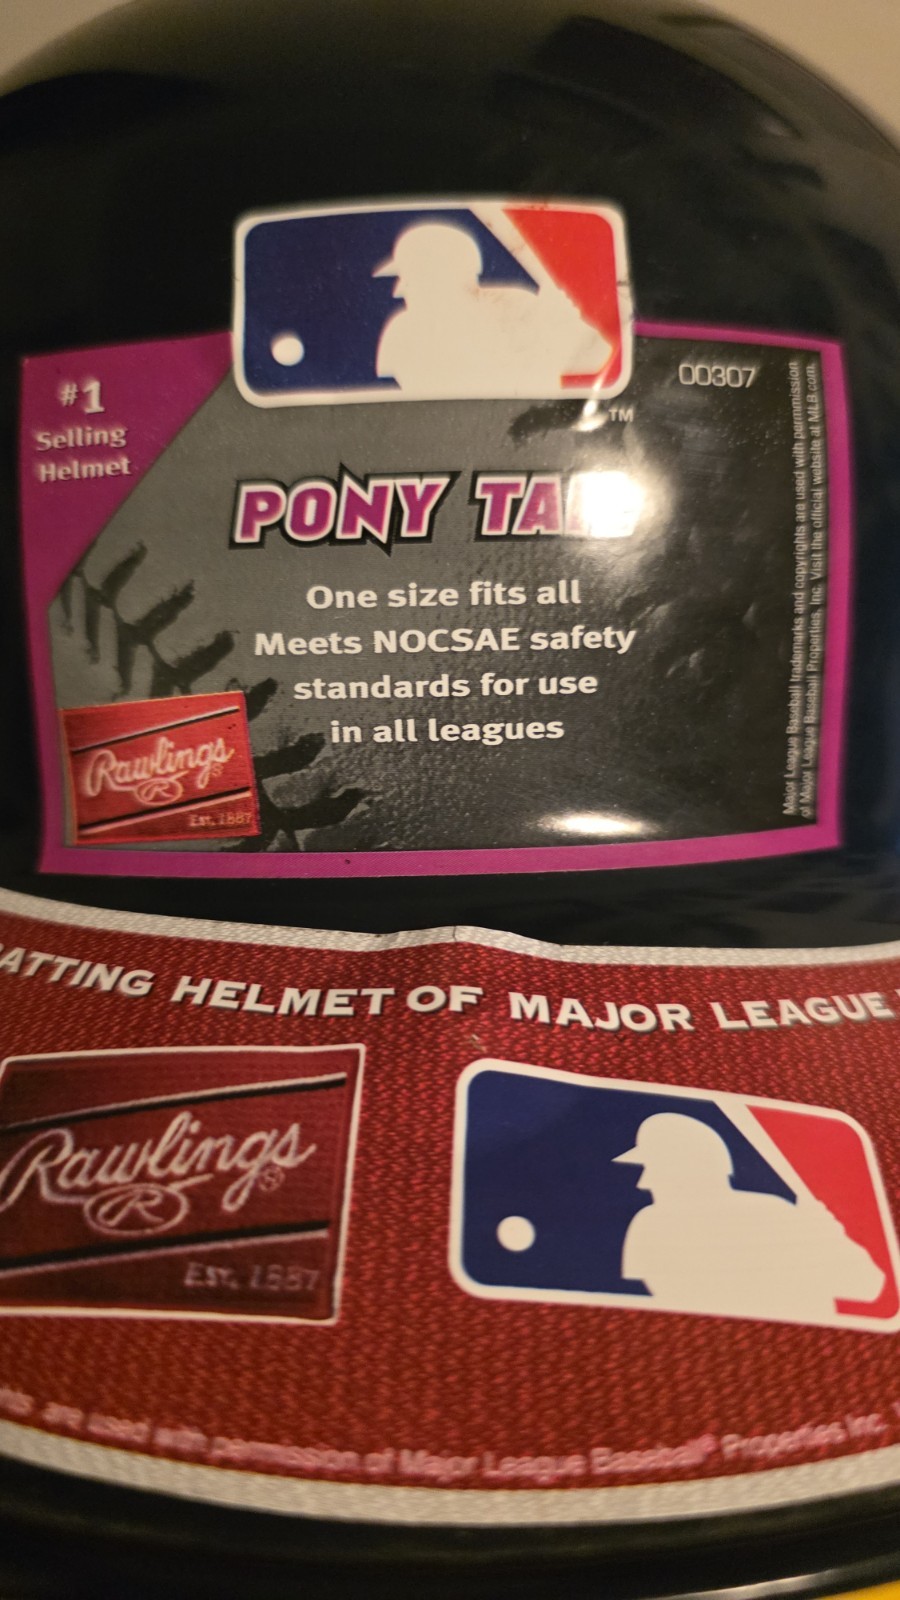 00307
#1
Selling
Helmet
TM
PONY
One size fits all
Meets NOCSAE safety
standards for use
in all leagues
Rawlings
R
Est. 1887
Major League Baseball trademarks and copyrights are used with permmission
of Major League Baseball Properties, Inc. Visit the official website at MLB.com.
ATTING HELMET OF MAJOR LEAGUE
Rawlings®
R
EST. 1887
are used with permission of Major League Baseball® Properties Inc.